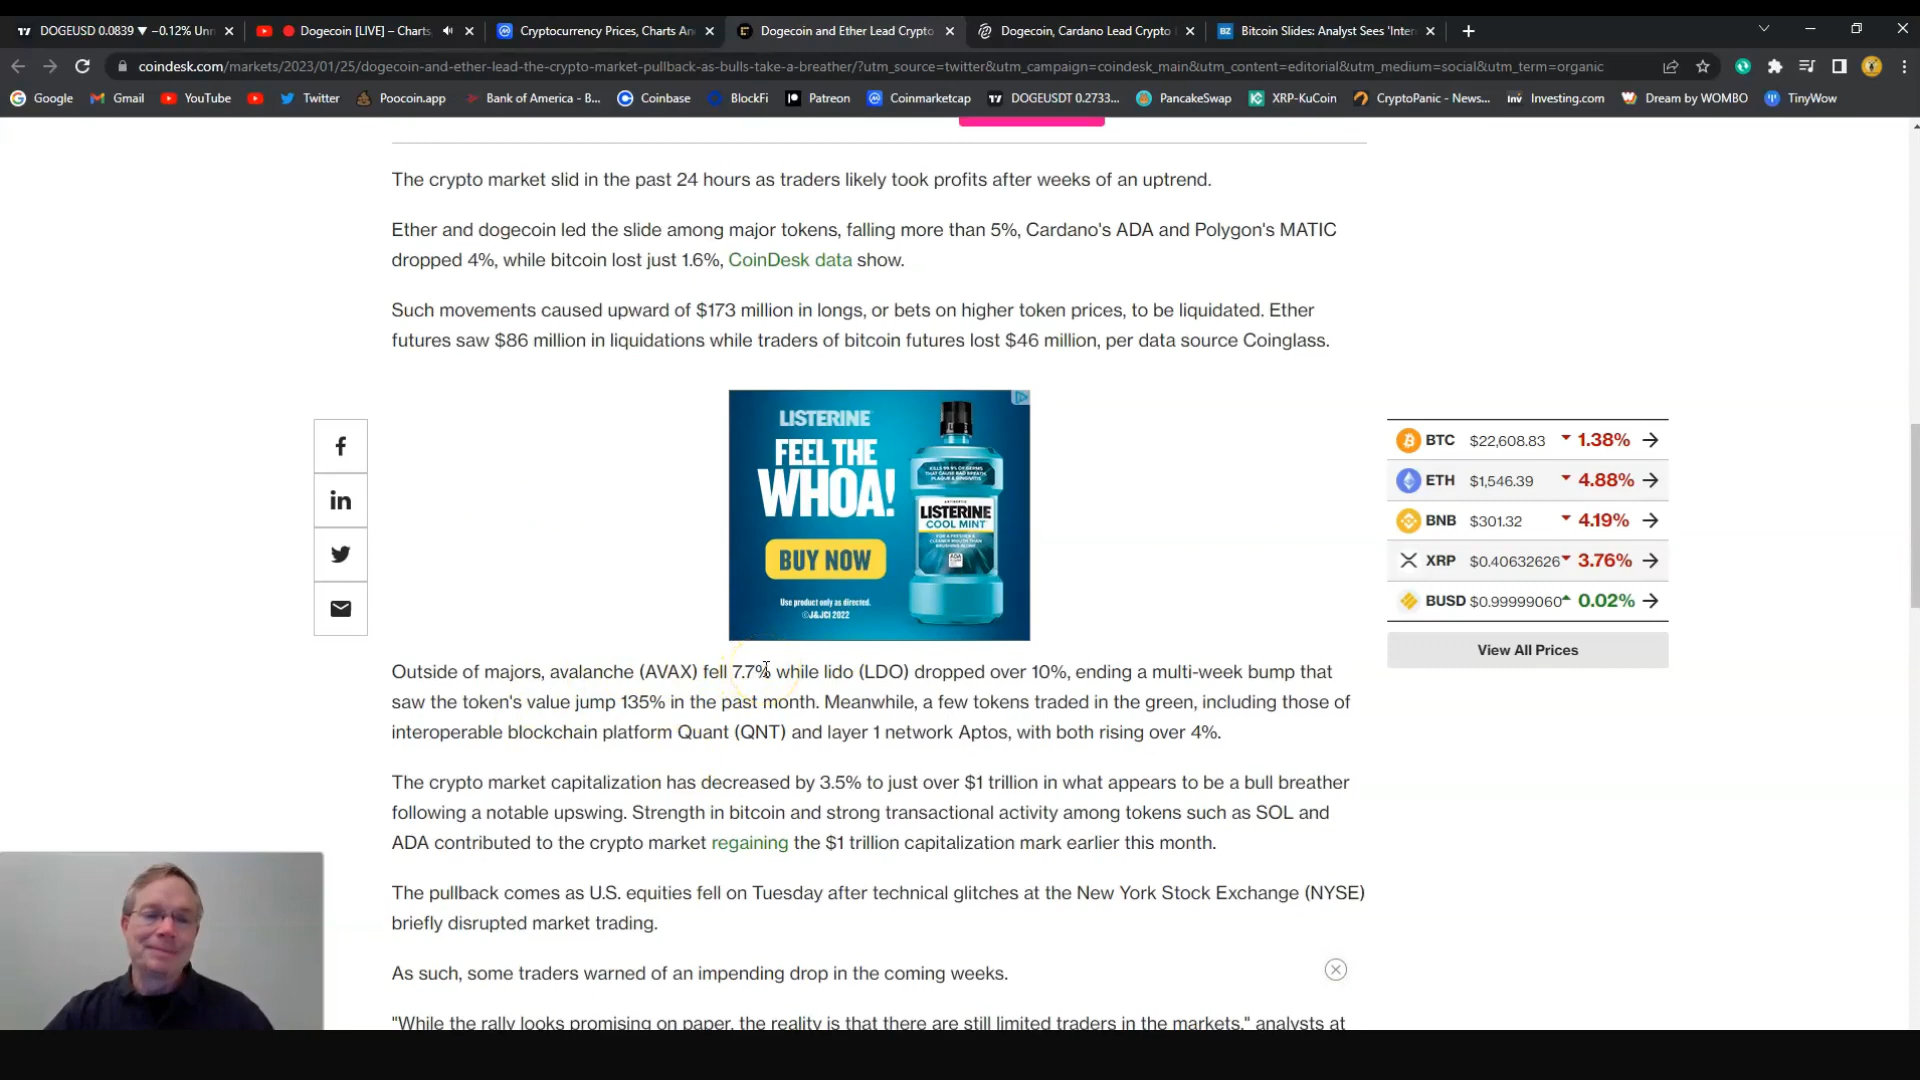 DOGEUSD 0.0839 ▼ −0.12% Unn
Dogecoin [LIVE] – Charts
Cryptocurrency Prices, Charts An
Dogecoin and Ether Lead Crypto
Dogecoin, Cardano Lead Crypto
Bitcoin Slides: Analyst Sees 'Inter
coindesk.com/markets/2023/01/25/dogecoin-and-ether-lead-the-crypto-market-pullback-as-bulls-take-a-breather/?utm_source=twitter&utm_campaign=coindesk_main&utm_content=editorial&utm_medium=social&utm_term=organic
Google Gmail YouTube Twitter Poocoin.app Bank of America - B... Coinbase BlockFi Patreon Coinmarketcap DOGEUSDT 0.2733... PancakeSwap XRP-KuCoin CryptoPanic - News... Investing.com Dream by WOMBO TinyWow
The crypto market slid in the past 24 hours as traders likely took profits after weeks of an uptrend.
Ether and dogecoin led the slide among major tokens, falling more than 5%, Cardano's ADA and Polygon's MATIC
dropped 4%, while bitcoin lost just 1.6%, CoinDesk data show.
Such movements caused upward of $173 million in longs, or bets on higher token prices, to be liquidated. Ether
futures saw $86 million in liquidations while traders of bitcoin futures lost $46 million, per data source Coinglass.
LISTERINE
FEEL THE
WHOA!
BUY NOW
Use product only as directed.
©J&JCI 2022
LISTERINE
COOL MINT
BTC $22,608.83 1.38%
ETH $1,546.39 4.88%
BNB $301.32 4.19%
XRP $0.40632626 3.76%
BUSD $0.99999060 0.02%
View All Prices
Outside of majors, avalanche (AVAX) fell 7.7% while lido (LDO) dropped over 10%, ending a multi-week bump that
saw the token's value jump 135% in the past month. Meanwhile, a few tokens traded in the green, including those of
interoperable blockchain platform Quant (QNT) and layer 1 network Aptos, with both rising over 4%.
The crypto market capitalization has decreased by 3.5% to just over $1 trillion in what appears to be a bull breather
following a notable upswing. Strength in bitcoin and strong transactional activity among tokens such as SOL and
ADA contributed to the crypto market regaining the $1 trillion capitalization mark earlier this month.
The pullback comes as U.S. equities fell on Tuesday after technical glitches at the New York Stock Exchange (NYSE)
briefly disrupted market trading.
As such, some traders warned of an impending drop in the coming weeks.
"While the rally looks promising on paper, the reality is that there are still limited traders in the markets," analysts at